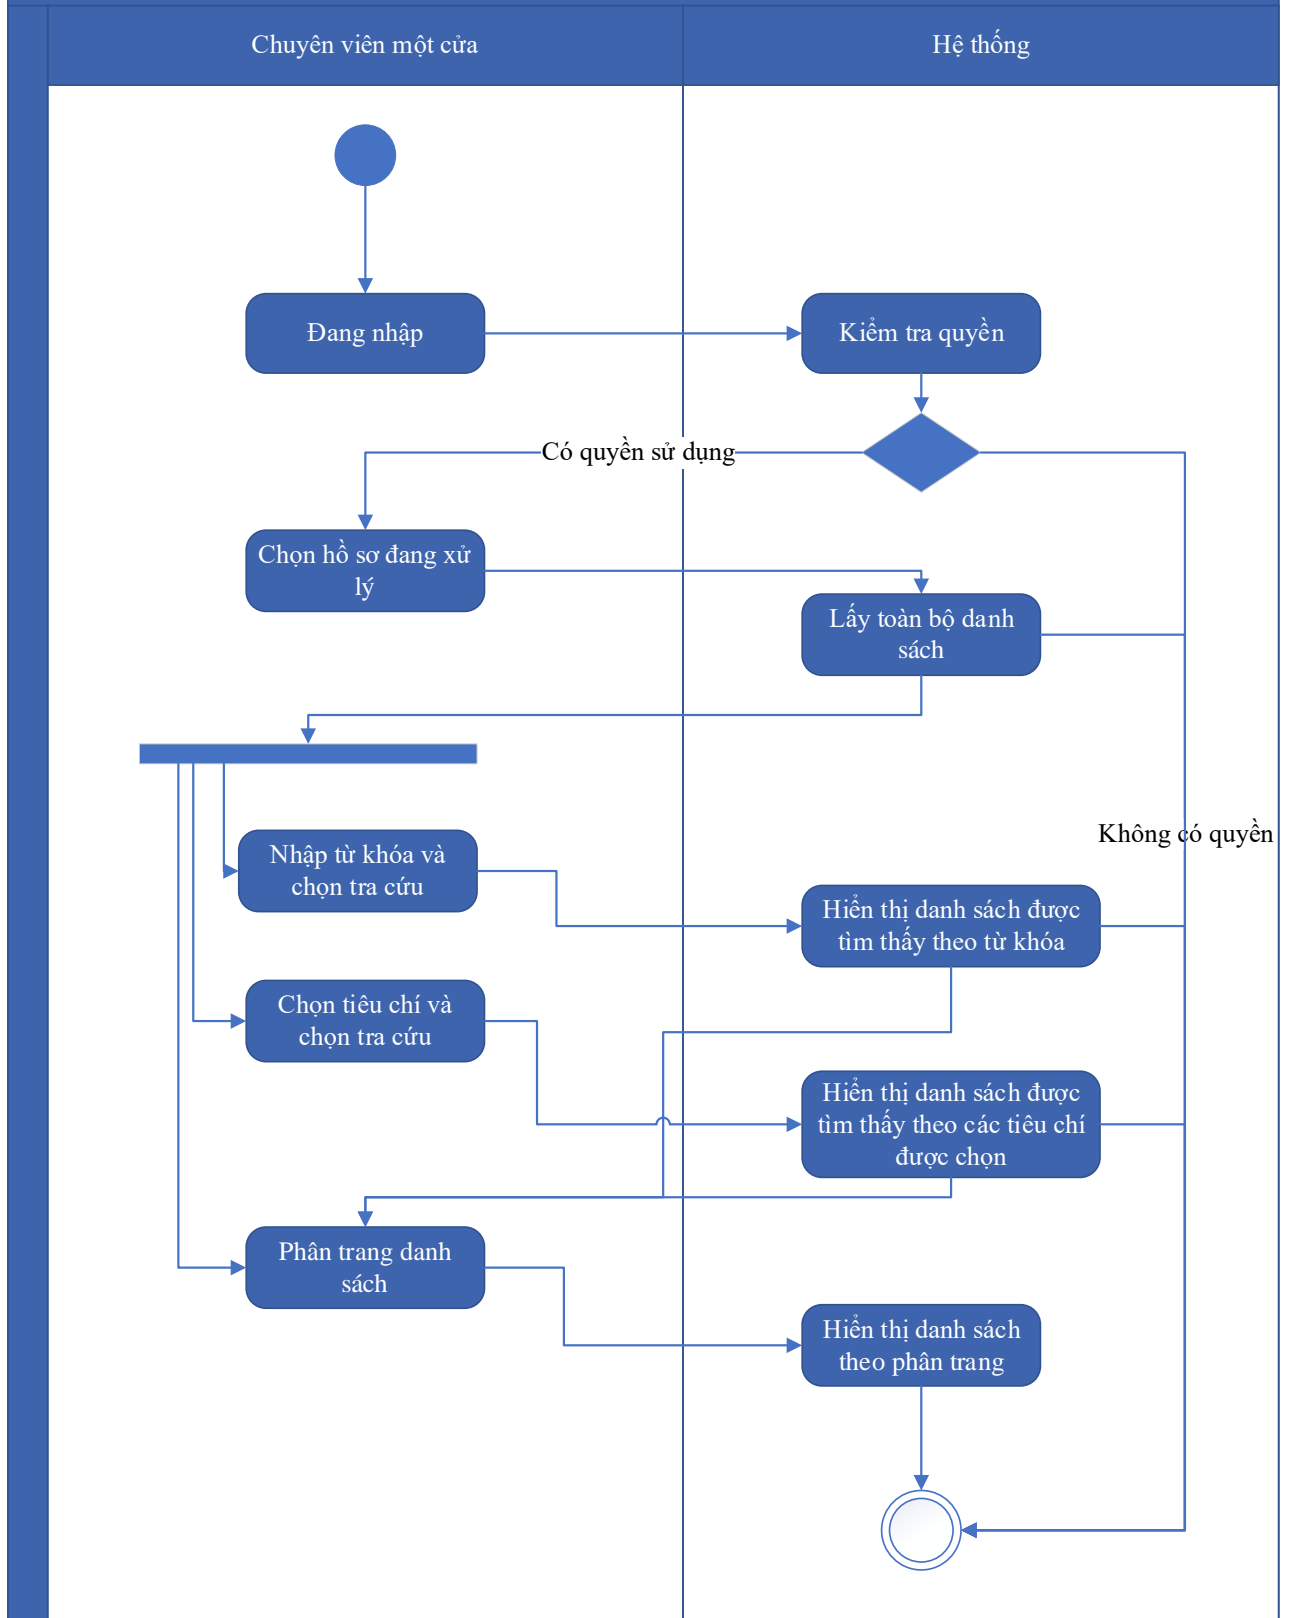 Chuyên viên một cửa
Hệ thống
Đang nhập
Kiểm tra quyền
Có quyền sử dụng
Chọn hồ sơ đang xử
lý
Lấy toàn bộ danh
sách
Không có quyền
Nhập từ khóa và
chọn tra cứu
Hiển thị danh sách được
tìm thấy theo từ khóa
Chọn tiêu chí và
chọn tra cứu
Hiển thị danh sách được
tìm thấy theo các tiêu chí
được chọn
Phân trang danh
sách
Hiển thị danh sách
theo phân trang